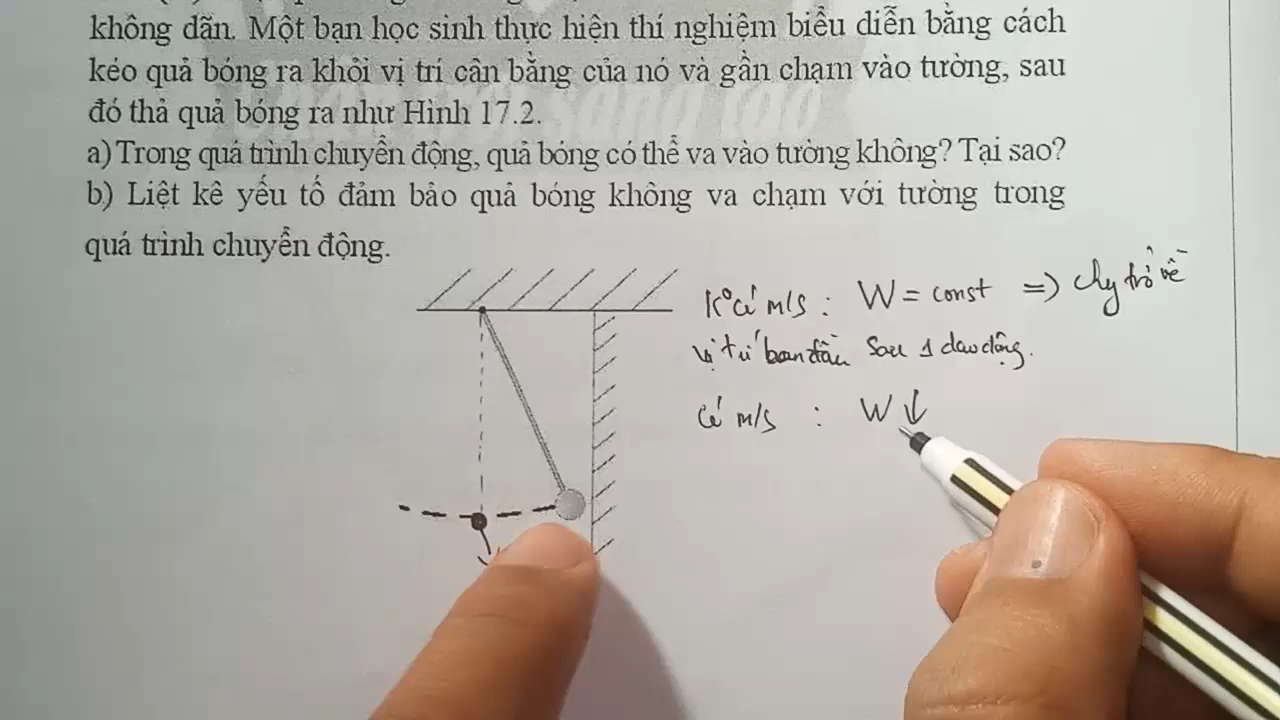 không dãn. Một bạn học sinh thực hiện thí nghiệm biểu diễn bằng cách
kéo quả bóng ra khỏi vị trí cân bằng của nó và gần chạm vào tường, sau
đó thả quả bóng ra như Hình 17.2.
a) Trong quá trình chuyển động, quả bóng có thể va vào tường không? Tại sao?
b) Liệt kê yếu tố đảm bảo quả bóng không va chạm với tường trong
quá trình chuyển động.
K° có m/s : W = const => chỉ trở về
vị trí ban đầu sau 1 dao động.
Có m/s : W ↓